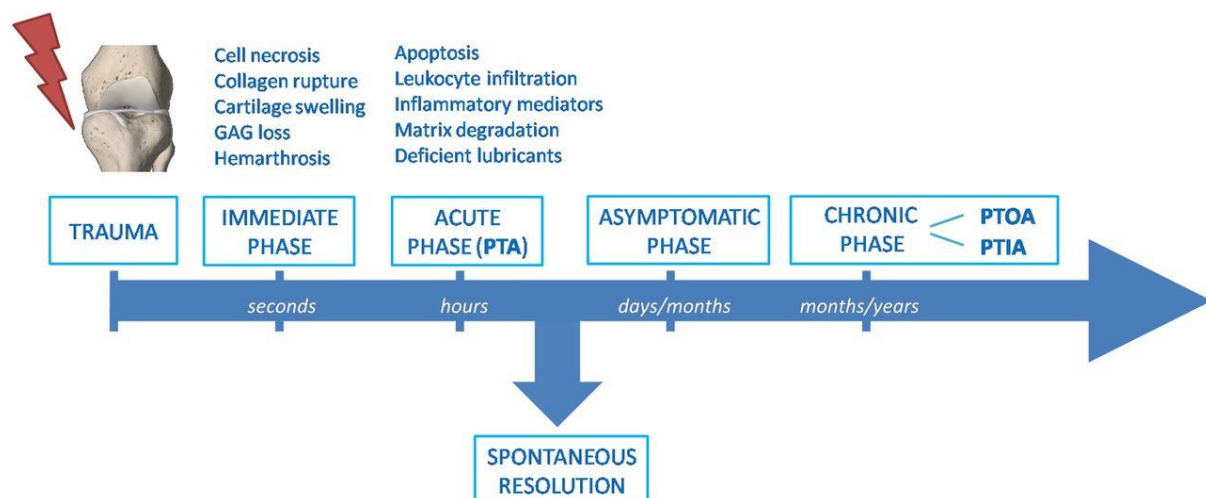 Cell necrosis
Collagen rupture
Cartilage swelling
GAG loss
Hemarthrosis
Apoptosis
Leukocyte infiltration
Inflammatory mediators
Matrix degradation
Deficient lubricants
TRAUMA
IMMEDIATE
PHASE
ACUTE
PHASE (PTA)
ASYMPTOMATIC
PHASE
CHRONIC
PHASE
PTOA
PTIA
seconds
hours
days/months
months/years
SPONTANEOUS
RESOLUTION